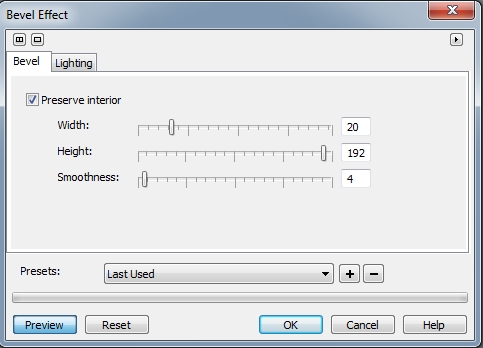 Bevel Effect
Bevel Lighting
Preserve interior
Width: 20
Height: 192
Smoothness: 4
Presets: Last Used
Preview Reset OK Cancel Help